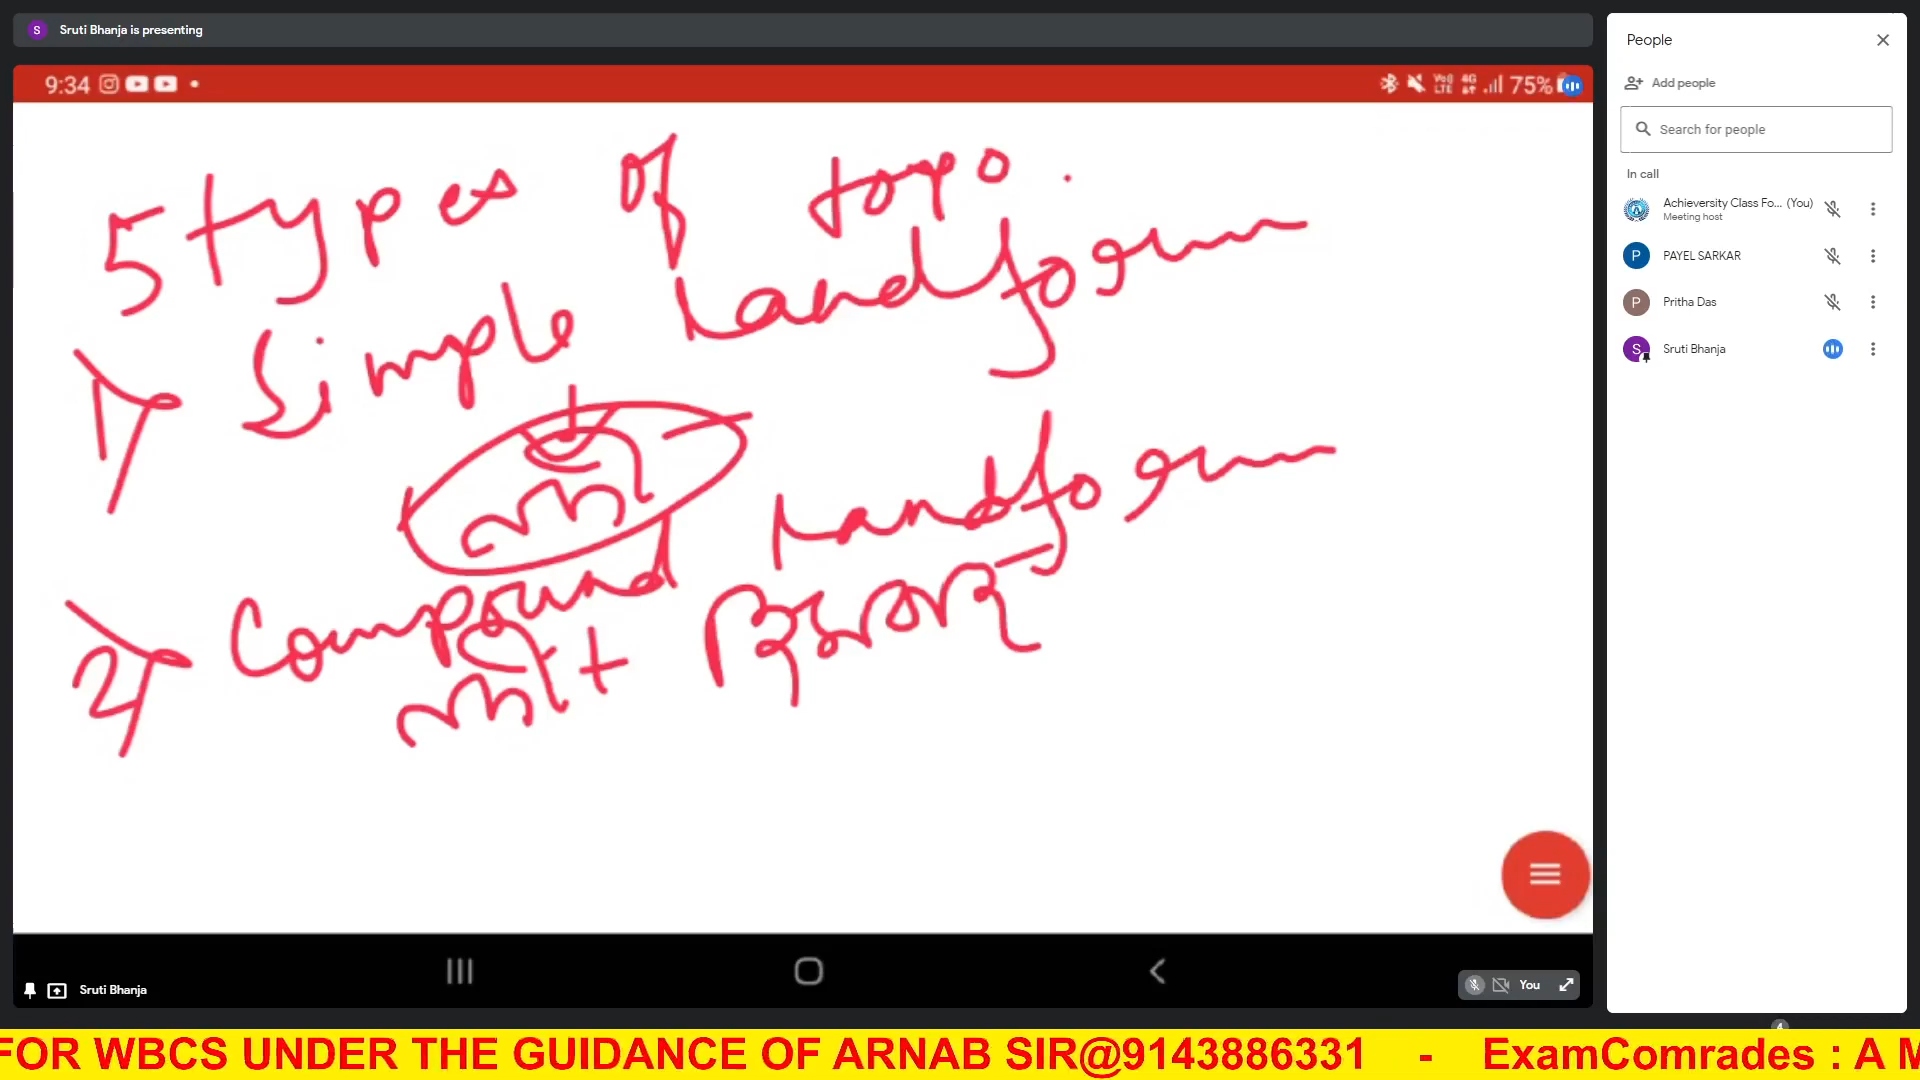 Sruti Bhanja is presenting
9:34
75%
5 types of topo.
1) Simple Landform
2) Compound Landform
+
People
Add people
Search for people
In call
Achieversity Class Fo... (You)
Meeting host
PAYEL SARKAR
Pritha Das
Sruti Bhanja
Sruti Bhanja
You
FOR WBCS UNDER THE GUIDANCE OF ARNAB SIR@9143886331 - ExamComrades : A M